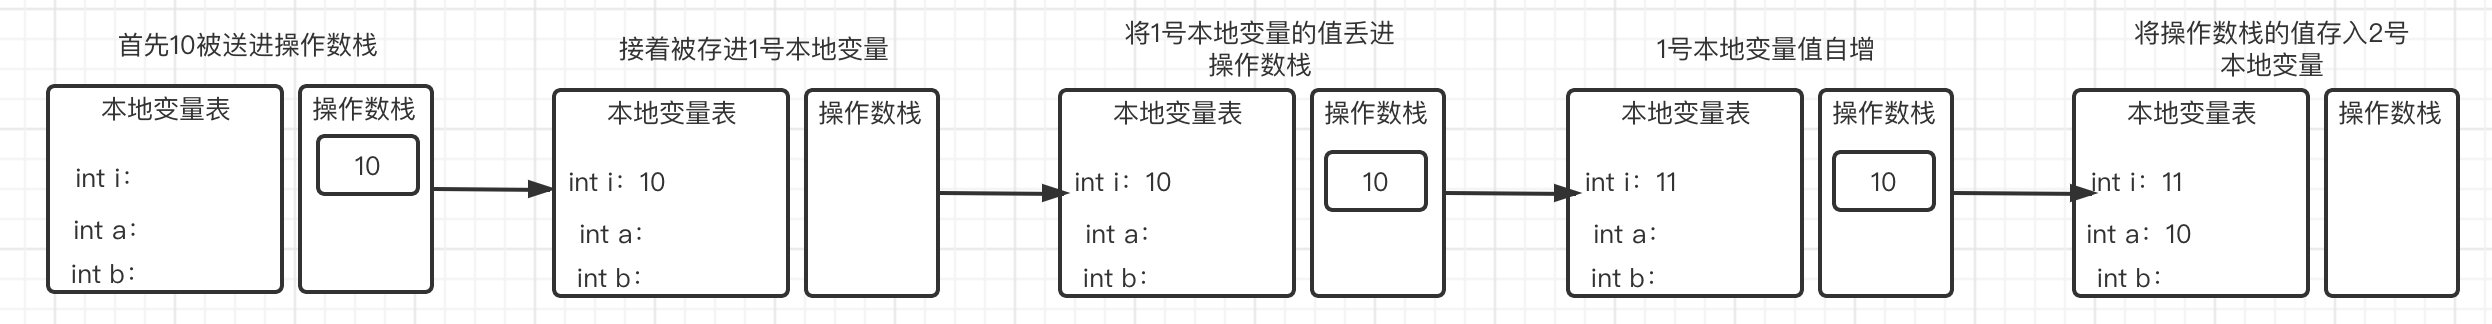 首先10被送进操作数栈
本地变量表
操作数栈
10
int i:
int a:
int b:
接着被存进1号本地变量
本地变量表
操作数栈
int i: 10
int a:
int b:
将1号本地变量的值丢进
操作数栈
本地变量表
操作数栈
int i: 10
10
int a:
int b:
1号本地变量值自增
本地变量表
操作数栈
int i: 11
10
int a:
int b:
将操作数栈的值存入2号
本地变量
本地变量表
操作数栈
int i: 11
int a: 10
int b: